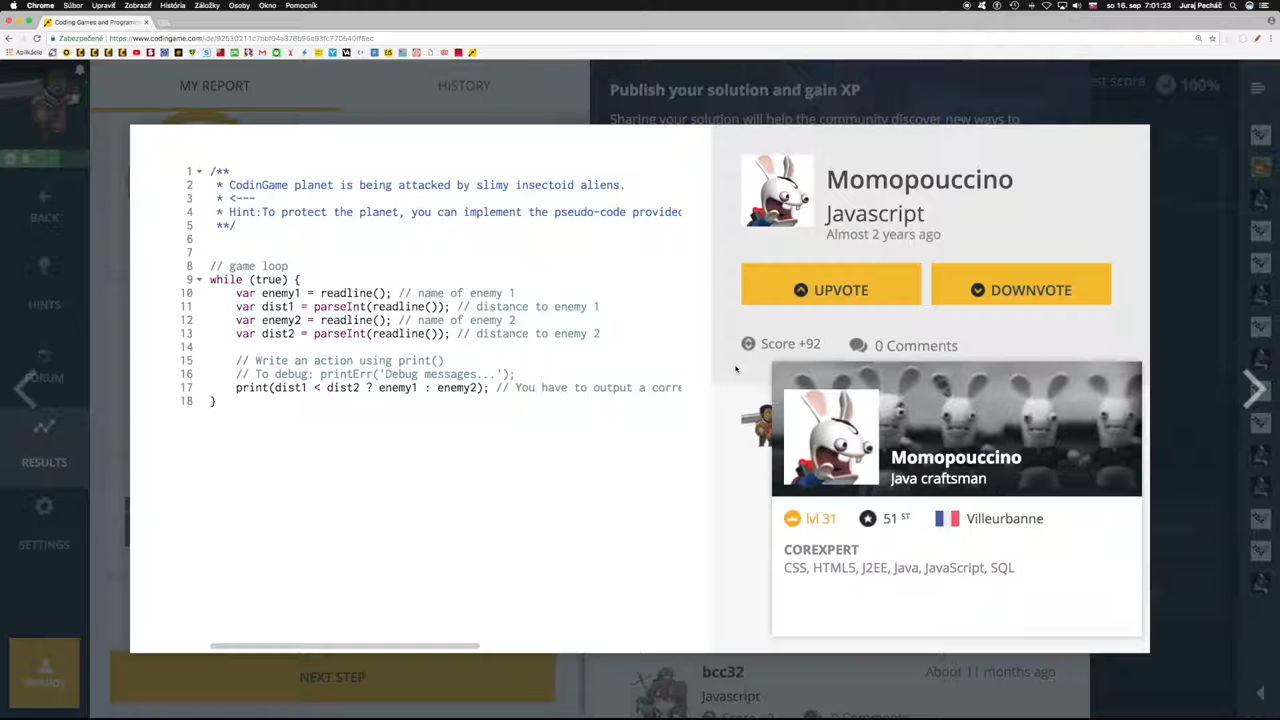 Chrome Súbor Upraviť Zobraziť História Záložky Osoby Okno Pomocník
so 16. sep 7:01:23 Juraj Pecháč
Coding Games and Programm
Zabezpečené
Aplikácie
MY REPORT
HISTORY
Publish your solution and gain XP
Sharing your solution will help the community discover new ways to
100%
BACK
HINTS
FORUM
RESULTS
SETTINGS
1 /**
2 * CodinGame planet is being attacked by slimy insectoid aliens.
3 * <---
4 * Hint:To protect the planet, you can implement the pseudo-code provided
5 **/
6
7
8 // game loop
9 while (true) {
10 var enemy1 = readline(); // name of enemy 1
11 var dist1 = parseInt(readline()); // distance to enemy 1
12 var enemy2 = readline(); // name of enemy 2
13 var dist2 = parseInt(readline()); // distance to enemy 2
14
15 // Write an action using print()
16 // To debug: printErr('Debug messages...');
17 print(dist1 < dist2 ? enemy1 : enemy2); // You have to output a corre
18 }
Momopouccino
Javascript
Almost 2 years ago
UPVOTE
DOWNVOTE
Score +92
0 Comments
Momopouccino
Java craftsman
lvl 31
51 ST
Villeurbanne
COREXPERT
CSS, HTML5, J2EE, Java, JavaScript, SQL
NEXT STEP
bcc32
About 11 months ago
Javascript